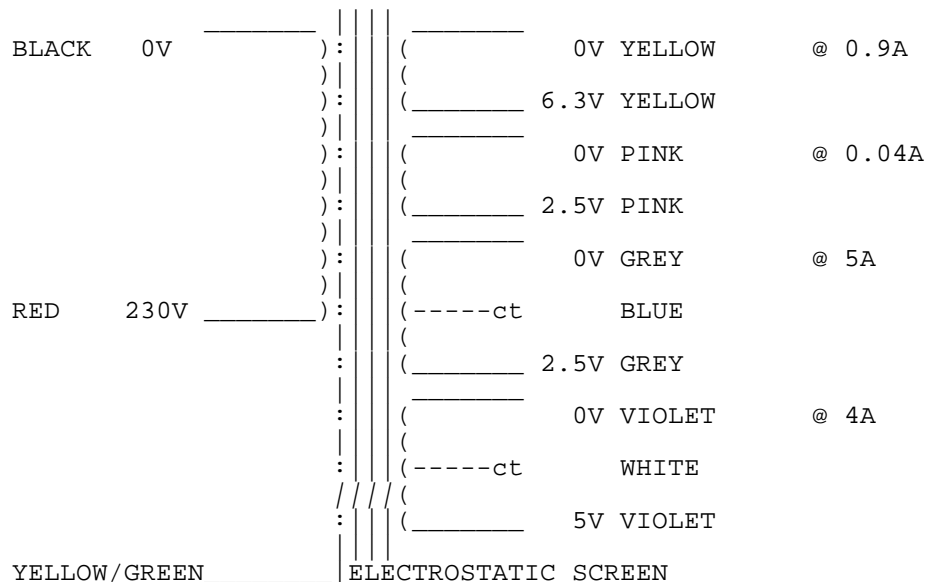 BLACK 0V 0V YELLOW @ 0.9A
6.3V YELLOW
0V PINK @ 0.04A
2.5V PINK
0V GREY @ 5A
RED 230V ct BLUE
2.5V GREY
0V VIOLET @ 4A
ct WHITE
5V VIOLET
YELLOW/GREEN ELECTROSTATIC SCREEN